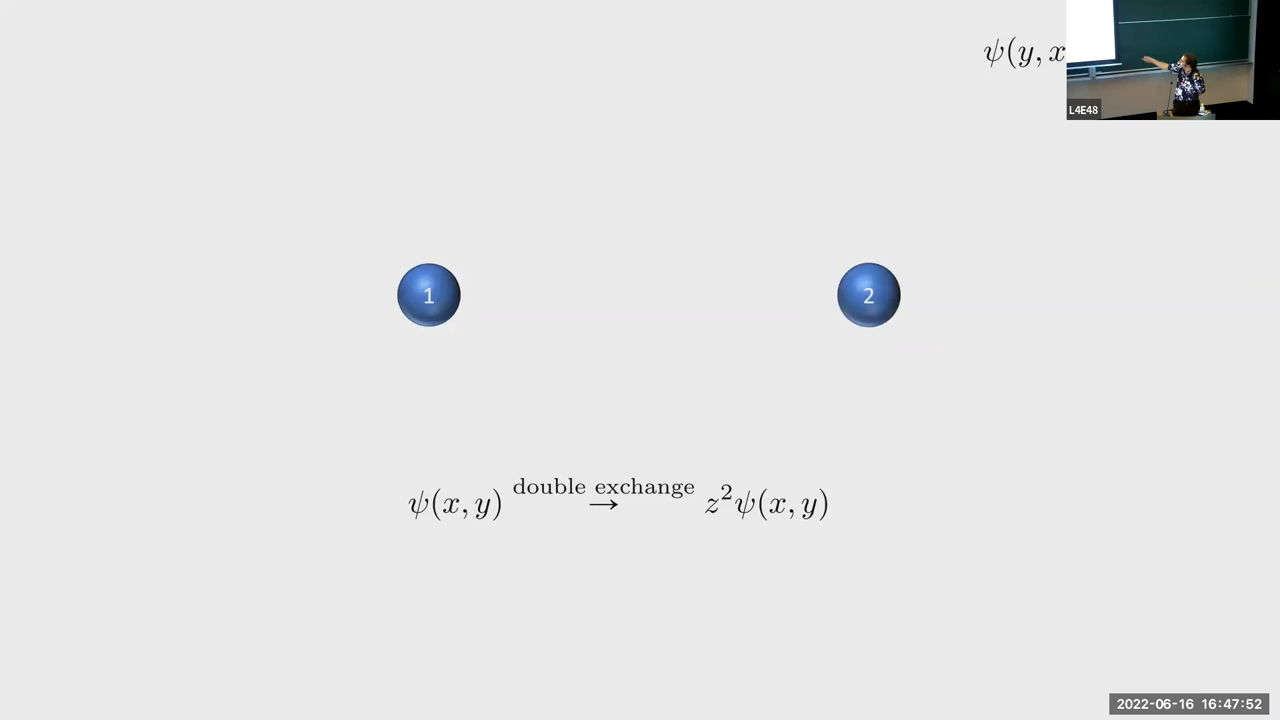 ψ(y, x
L4E48
1 2
ψ(x, y) double exchange → z²ψ(x, y)
2022-06-16 16:47:52